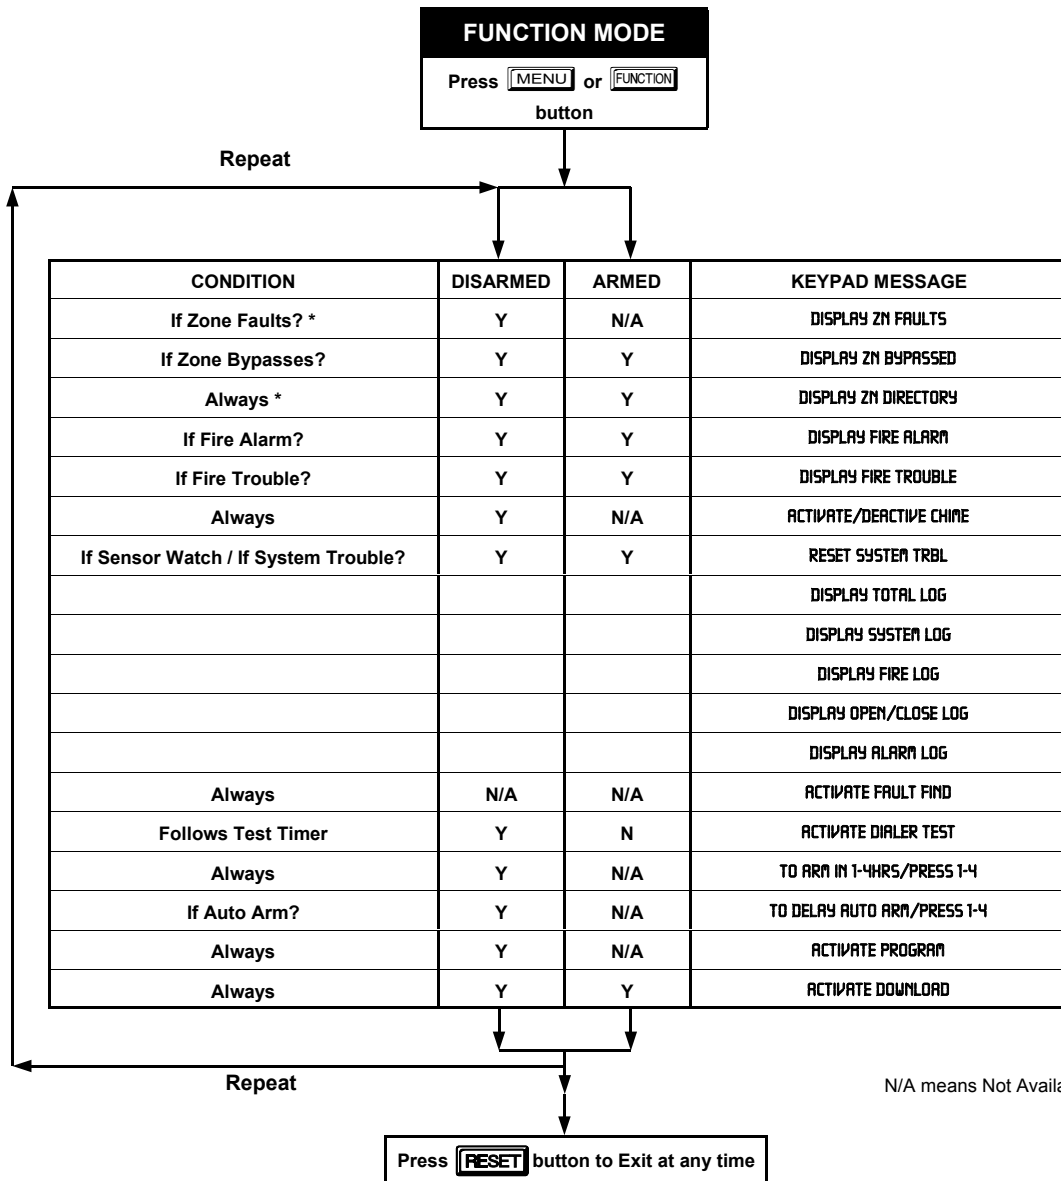 FUNCTION MODE
Press MENU or FUNCTION
button
Repeat
CONDITION DISARMED ARMED KEYPAD MESSAGE
If Zone Faults? * Y N/A DISPLAY ZN FAULTS
If Zone Bypasses? Y Y DISPLAY ZN BYPASSED
Always * Y Y DISPLAY ZN DIRECTORY
If Fire Alarm? Y Y DISPLAY FIRE ALARM
If Fire Trouble? Y Y DISPLAY FIRE TROUBLE
Always Y N/A ACTIVATE/DEACTIVE CHIME
If Sensor Watch / If System Trouble? Y Y RESET SYSTEM TRBL
DISPLAY TOTAL LOG
DISPLAY SYSTEM LOG
DISPLAY FIRE LOG
DISPLAY OPEN/CLOSE LOG
DISPLAY ALARM LOG
Always N/A N/A ACTIVATE FAULT FIND
Follows Test Timer Y N ACTIVATE DIALER TEST
Always Y N/A TO ARM IN 1-4HRS/PRESS 1-4
If Auto Arm? Y N/A TO DELAY AUTO ARM/PRESS 1-4
Always Y N/A ACTIVATE PROGRAM
Always Y Y ACTIVATE DOWNLOAD
Repeat
N/A means Not Availa
Press RESET button to Exit at any time